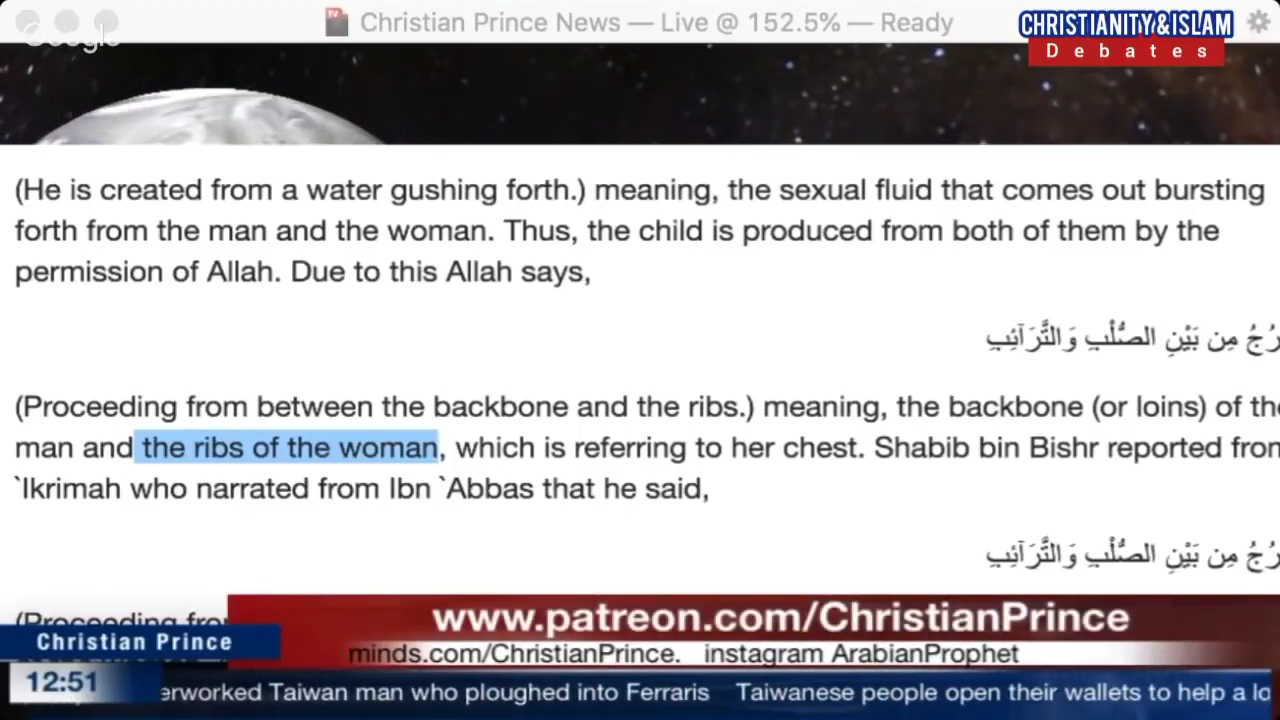 Christian Prince News — Live @ 152.5% — Ready
CHRISTIANITY & ISLAM
Debates
Google
(He is created from a water gushing forth.) meaning, the sexual fluid that comes out bursting
forth from the man and the woman. Thus, the child is produced from both of them by the
permission of Allah. Due to this Allah says,
مِن بَيْنِ الصُّلْبِ وَالتَّرَآئِبِ
(Proceeding from between the backbone and the ribs.) meaning, the backbone (or loins) of
man and the ribs of the woman, which is referring to her chest. Shabib bin Bishr reported
`Ikrimah who narrated from Ibn `Abbas that he said,
مِن بَيْنِ الصُّلْبِ وَالتَّرَآئِبِ
(Proceeding
www.patreon.com/ChristianPrince
Christian Prince
minds.com/ChristianPrince. instagram ArabianProphet
12:51
erworked Taiwan man who ploughed into Ferraris Taiwanese people open their wallets to help a